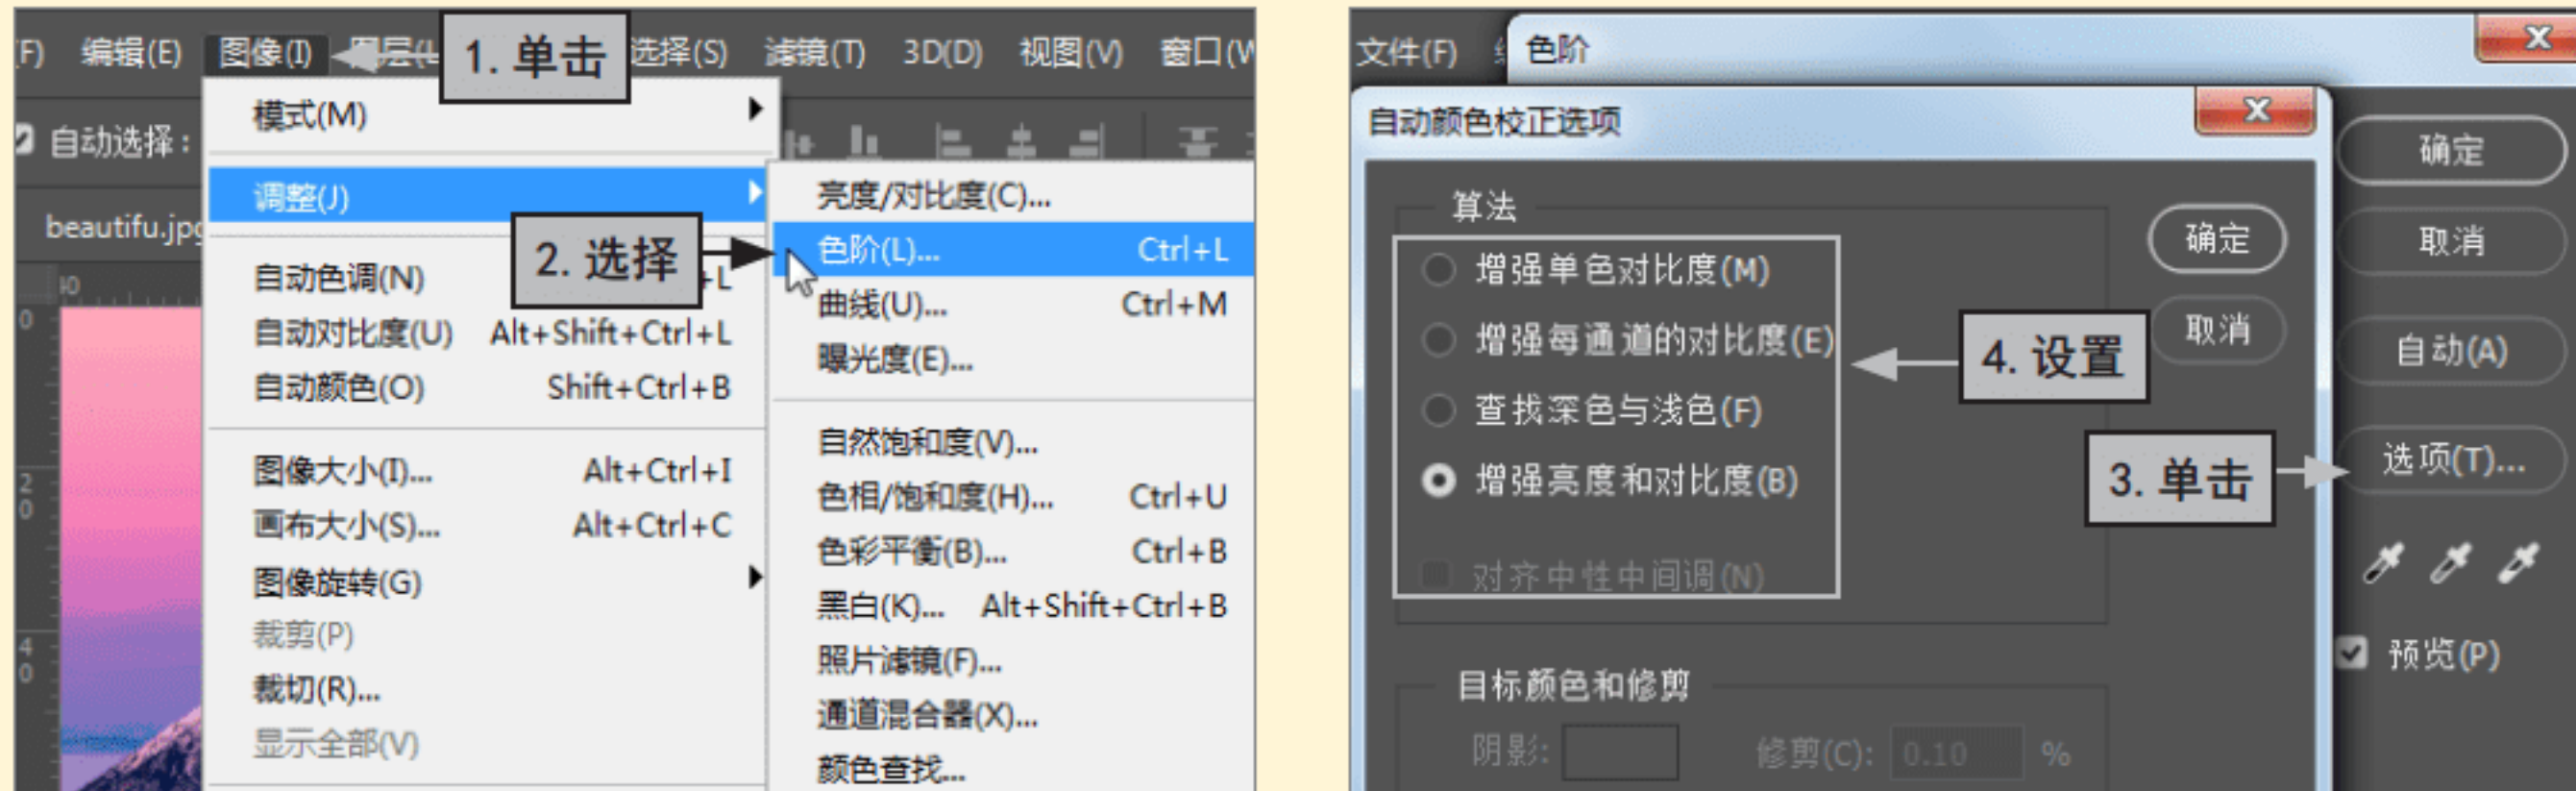 (F) 编辑(E) 图像(I) 1. 单击 选择(S) 滤镜(T) 3D(D) 视图(V) 窗口(W
自动选择：
beautifu.jpg
模式(M)
调整(J)
2. 选择
自动色调(N) +L
自动对比度(U) Alt+Shift+Ctrl+L
自动颜色(O) Shift+Ctrl+B
图像大小(I)... Alt+Ctrl+I
画布大小(S)... Alt+Ctrl+C
图像旋转(G)
裁剪(P)
裁切(R)...
显示全部(V)
亮度/对比度(C)...
色阶(L)... Ctrl+L
曲线(U)... Ctrl+M
曝光度(E)...
自然饱和度(V)...
色相/饱和度(H)... Ctrl+U
色彩平衡(B)... Ctrl+B
黑白(K)... Alt+Shift+Ctrl+B
照片滤镜(F)...
通道混合器(X)...
颜色查找...
0
20
40
文件(F)
色阶
自动颜色校正选项
算法
增强单色对比度(M)
增强每通道的对比度(E)
查找深色与浅色(F)
增强亮度和对比度(B)
对齐中性中间调(N)
确定
取消
4. 设置
3. 单击
目标颜色和修剪
阴影: 修剪(C): 0.10 %
确定
取消
自动(A)
选项(T)...
预览(P)